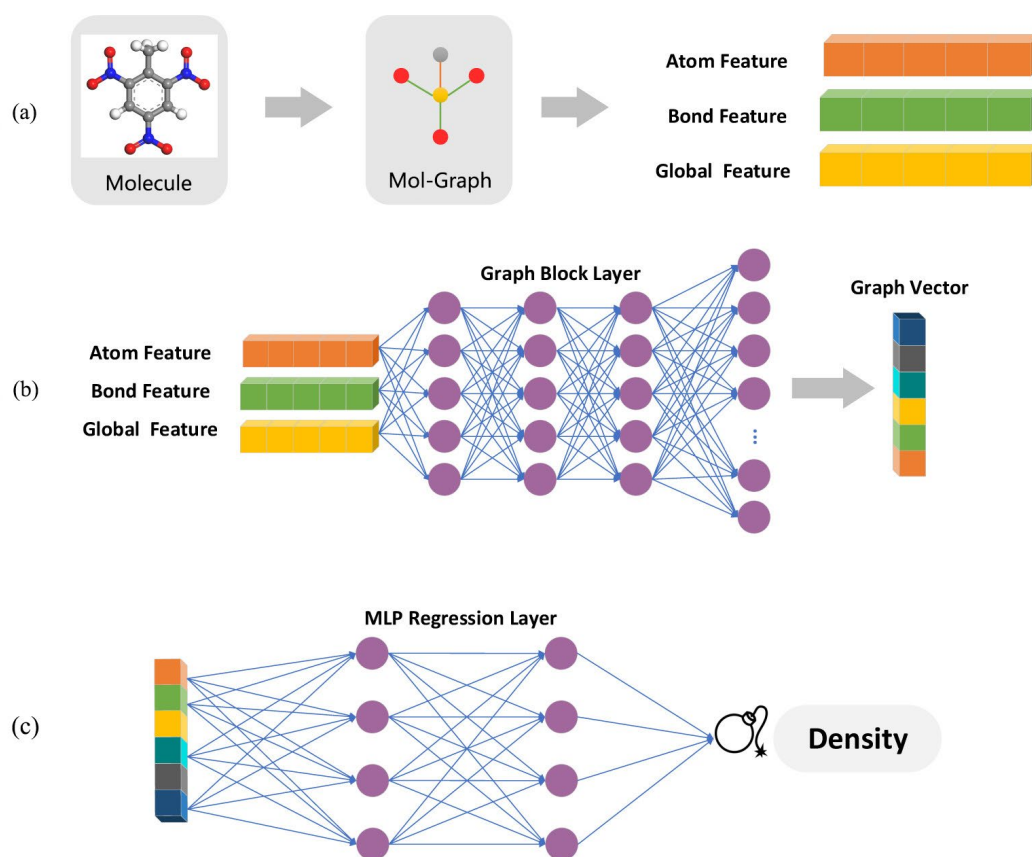 (a)
Molecule
Mol-Graph
Atom Feature
Bond Feature
Global Feature
(b)
Graph Block Layer
Graph Vector
Atom Feature
Bond Feature
Global Feature
(c)
MLP Regression Layer
Density